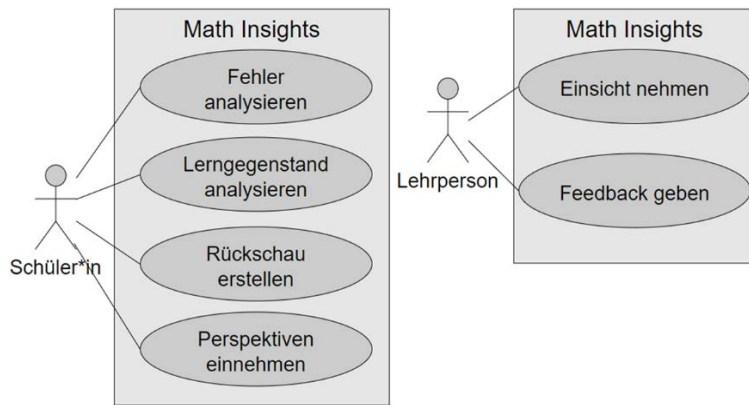 Math Insights
Fehler
analysieren
Lerngegenstand
analysieren
Rückschau
erstellen
Perspektiven
einnehmen
Schüler*in
Math Insights
Einsicht nehmen
Feedback geben
Lehrperson